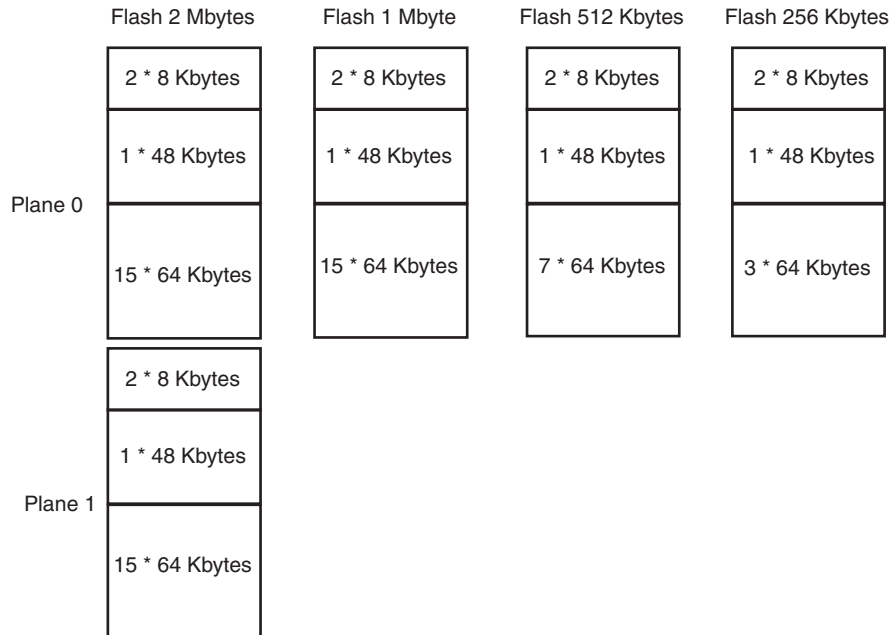 Flash 2 Mbytes Flash 1 Mbyte Flash 512 Kbytes Flash 256 Kbytes
2 * 8 Kbytes 2 * 8 Kbytes 2 * 8 Kbytes 2 * 8 Kbytes
1 * 48 Kbytes 1 * 48 Kbytes 1 * 48 Kbytes 1 * 48 Kbytes
Plane 0
15 * 64 Kbytes 15 * 64 Kbytes 7 * 64 Kbytes 3 * 64 Kbytes
2 * 8 Kbytes
1 * 48 Kbytes
Plane 1
15 * 64 Kbytes